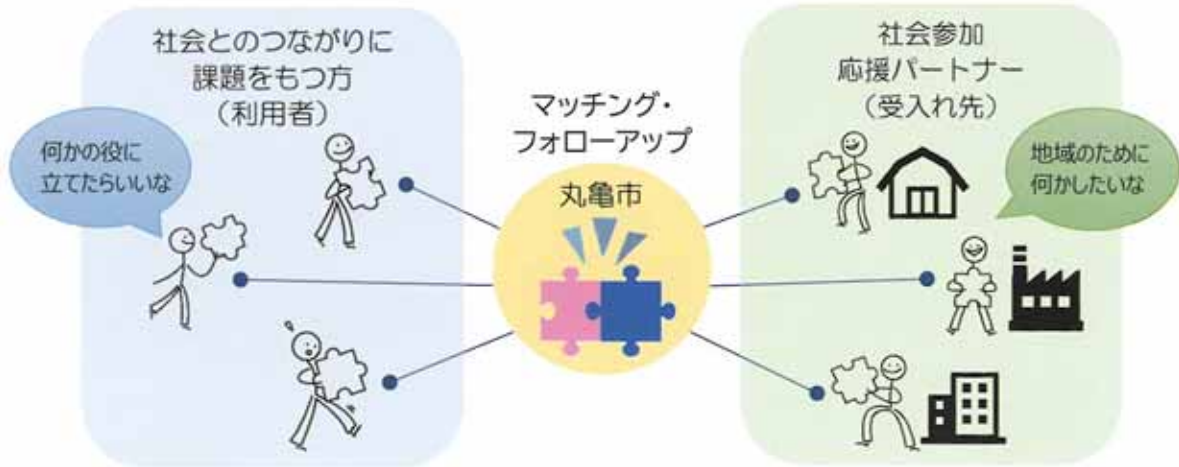 社会とのつながりに
課題をもつ方
（利用者）
何かの役に
立てたらいいな
マッチング・
フォローアップ
丸亀市
社会参加
応援パートナー
（受入れ先）
地域のために
何かしたいな